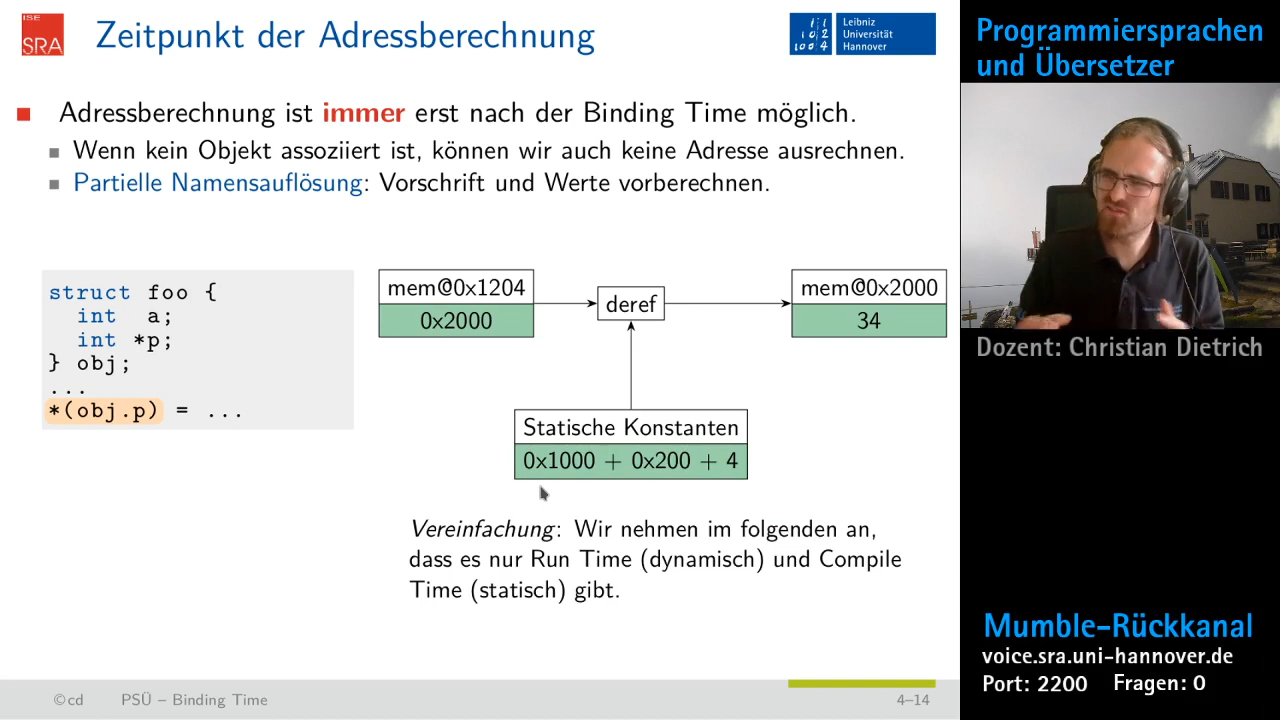 ISE
SRA
Zeitpunkt der Adressberechnung
Leibniz
Universität
Hannover
Adressberechnung ist immer erst nach der Binding Time möglich.
Wenn kein Objekt assoziiert ist, können wir auch keine Adresse ausrechnen.
Partielle Namensauflösung: Vorschrift und Werte vorberechnen.
struct foo {
int a;
int *p;
} obj;
...
*(obj.p) = ...
mem@0x1204
0x2000
deref
mem@0x2000
34
Statische Konstanten
0x1000 + 0x200 + 4
Vereinfachung: Wir nehmen im folgenden an,
dass es nur Run Time (dynamisch) und Compile
Time (statisch) gibt.
©cd PSÜ – Binding Time 4–14
Programmiersprachen
und Übersetzer
Dozent: Christian Dietrich
Mumble-Rückkanal
voice.sra.uni-hannover.de
Port: 2200 Fragen: 0